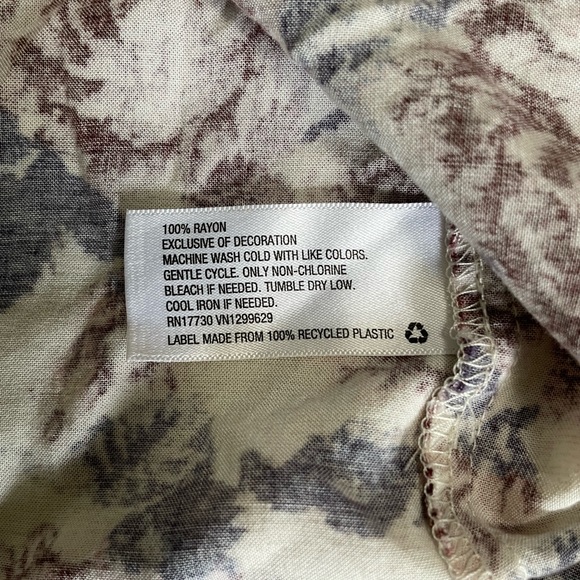 100% RAYON
EXCLUSIVE OF DECORATION
MACHINE WASH COLD WITH LIKE COLORS.
GENTLE CYCLE. ONLY NON-CHLORINE
BLEACH IF NEEDED. TUMBLE DRY LOW.
COOL IRON IF NEEDED.
RN17730 VN1299629
LABEL MADE FROM 100% RECYCLED PLASTIC